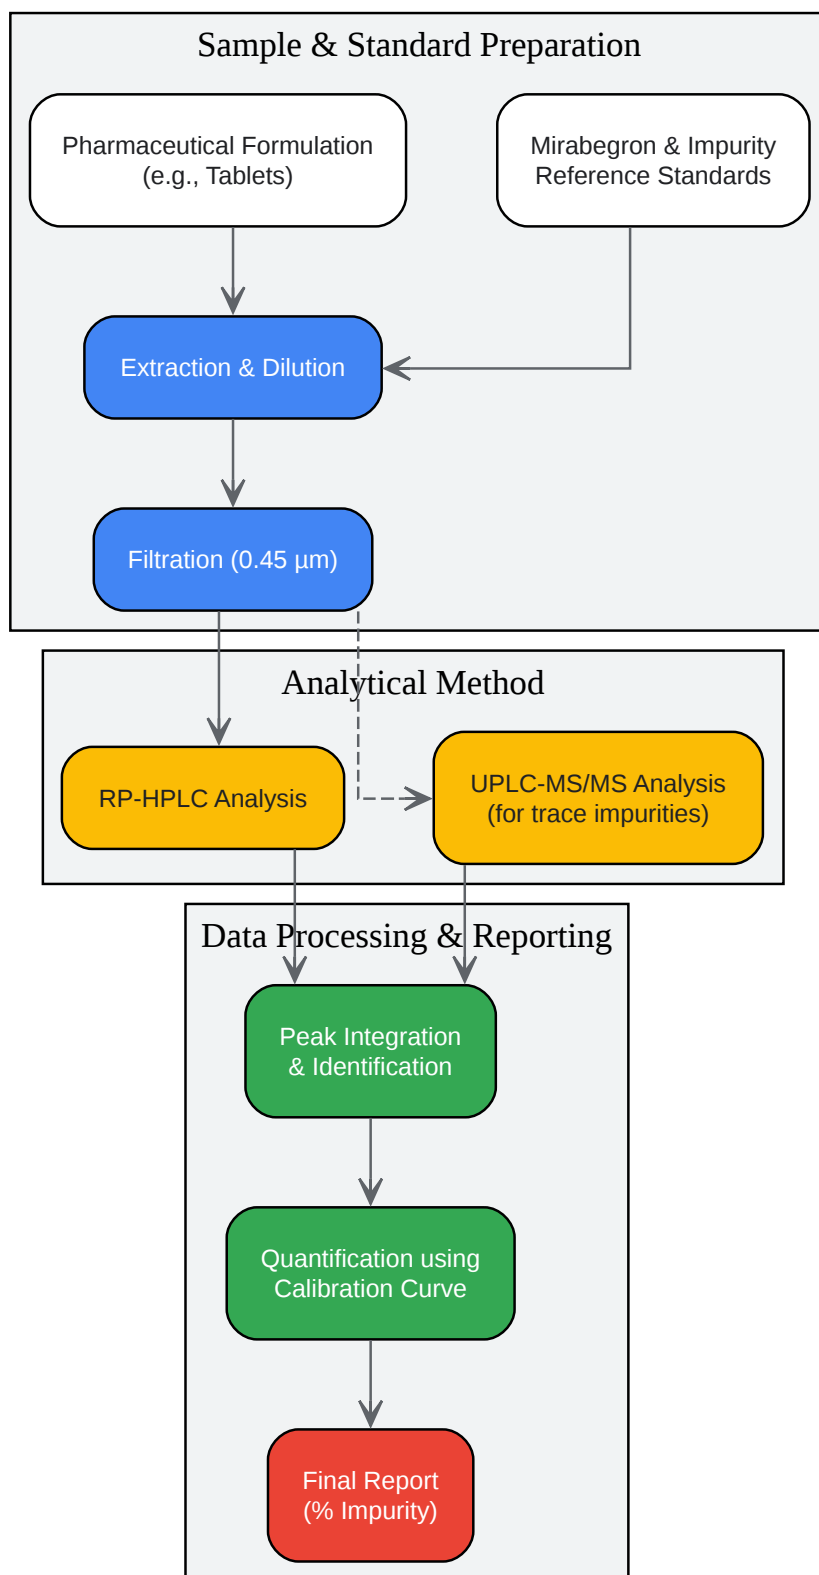 Sample & Standard Preparation
Pharmaceutical Formulation
(e.g., Tablets)
Mirabegron & Impurity
Reference Standards
Extraction & Dilution
Filtration (0.45 µm)
Analytical Method
RP-HPLC Analysis
UPLC-MS/MS Analysis
(for trace impurities)
Data Processing & Reporting
Peak Integration
& Identification
Quantification using
Calibration Curve
Final Report
(% Impurity)